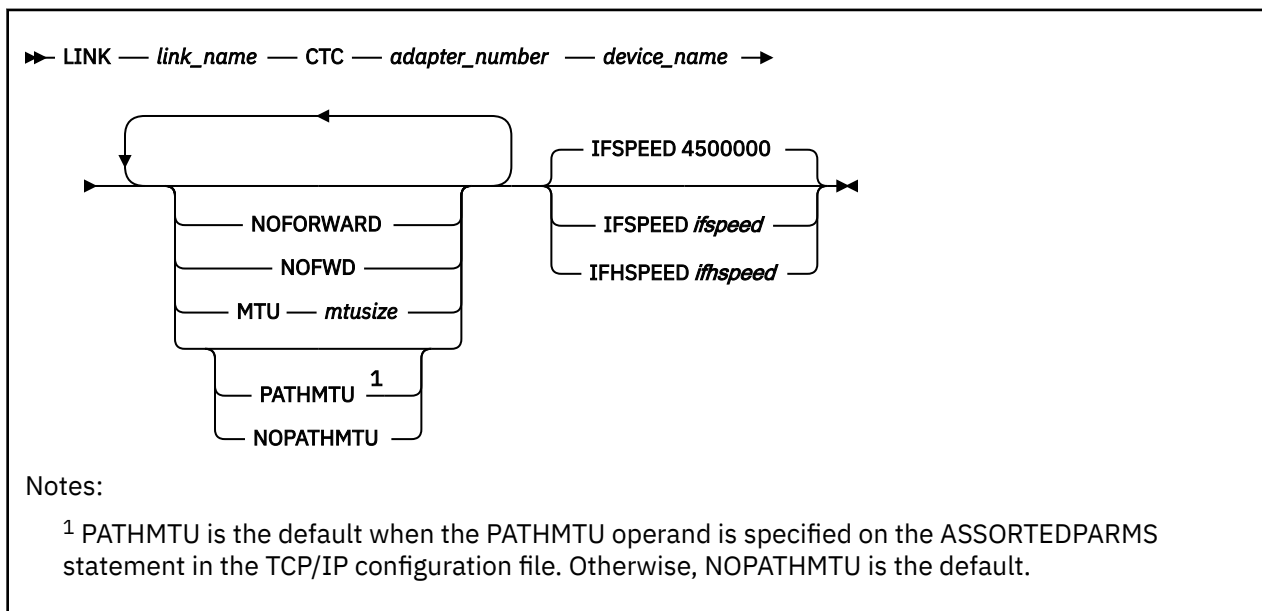 LINK link_name CTC adapter_number device_name
IFSPEED 4500000
NOFORWARD IFSPEED ifspeed
NOFWD IFHSPEED ifhspeed
MTU mtusize
PATHMTU 1
NOPATHMTU
Notes:
1 PATHMTU is the default when the PATHMTU operand is specified on the ASSORTEDPARMS
statement in the TCP/IP configuration file. Otherwise, NOPATHMTU is the default.